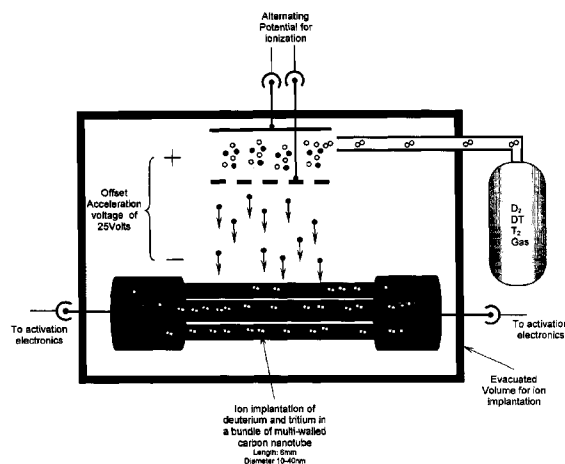 Alternating
Potential for
ionization
+
Offset
Acceleration
voltage of
25Volts
−
D2
DT
T2
Gas
To activation
electronics
To activation
electronics
Evacuated
Volume for ion
implantation
Ion implantation of
deuterium and tritium in
a bundle of multi-walled
carbon nanotube
Length: 6mm
Diameter 10-40nm